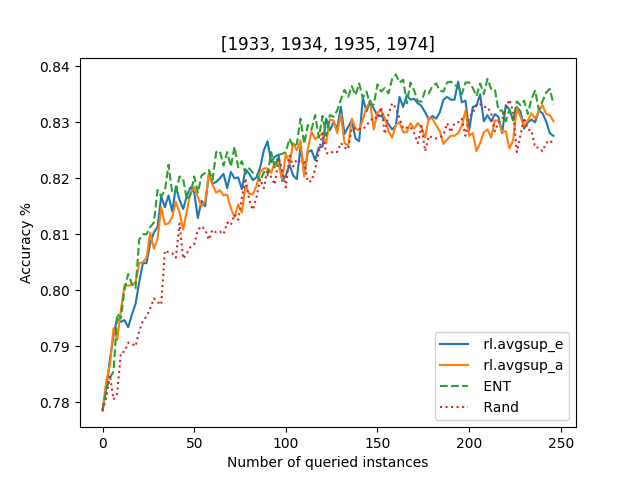 [1933, 1934, 1935, 1974]
0.84
0.83
0.82
0.81
0.80
0.79
0.78
Accuracy %
0 50 100 150 200 250
Number of queried instances
rl.avgsup_e
rl.avgsup_a
ENT
Rand